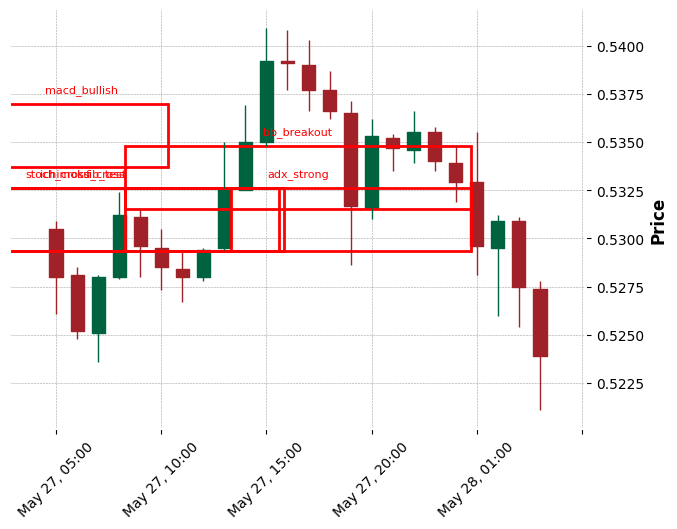 0.5400
macd_bullish
0.5375
_breakout
0.5350
adx_strong
0.5325
0.5300
Price
0.5275
0.5250
0.5225
May 27, 05:00
May 27, 10:00
May 27, 15:00
May 27, 20:00
May 28, 01:00